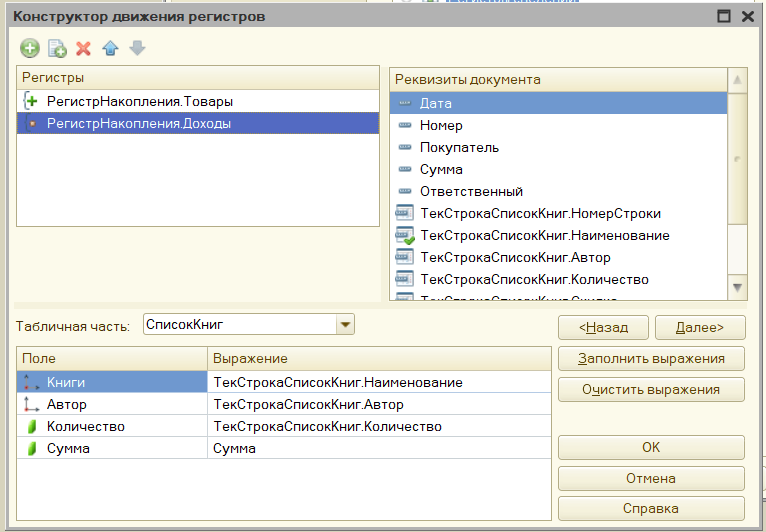 Конструктор движения регистров
Регистры
РегистрНакопления.Товары
РегистрНакопления.Доходы
Реквизиты документа
Дата
Номер
Покупатель
Сумма
Ответственный
ТекСтрокаСписокКниг.НомерСтроки
ТекСтрокаСписокКниг.Наименование
ТекСтрокаСписокКниг.Автор
ТекСтрокаСписокКниг.Количество
Табличная часть: СписокКниг
<Назад Далее>
Заполнить выражения
Очистить выражения
Поле Выражение
Книги ТекСтрокаСписокКниг.Наименование
Автор ТекСтрокаСписокКниг.Автор
Количество ТекСтрокаСписокКниг.Количество
Сумма Сумма
OK
Отмена
Справка